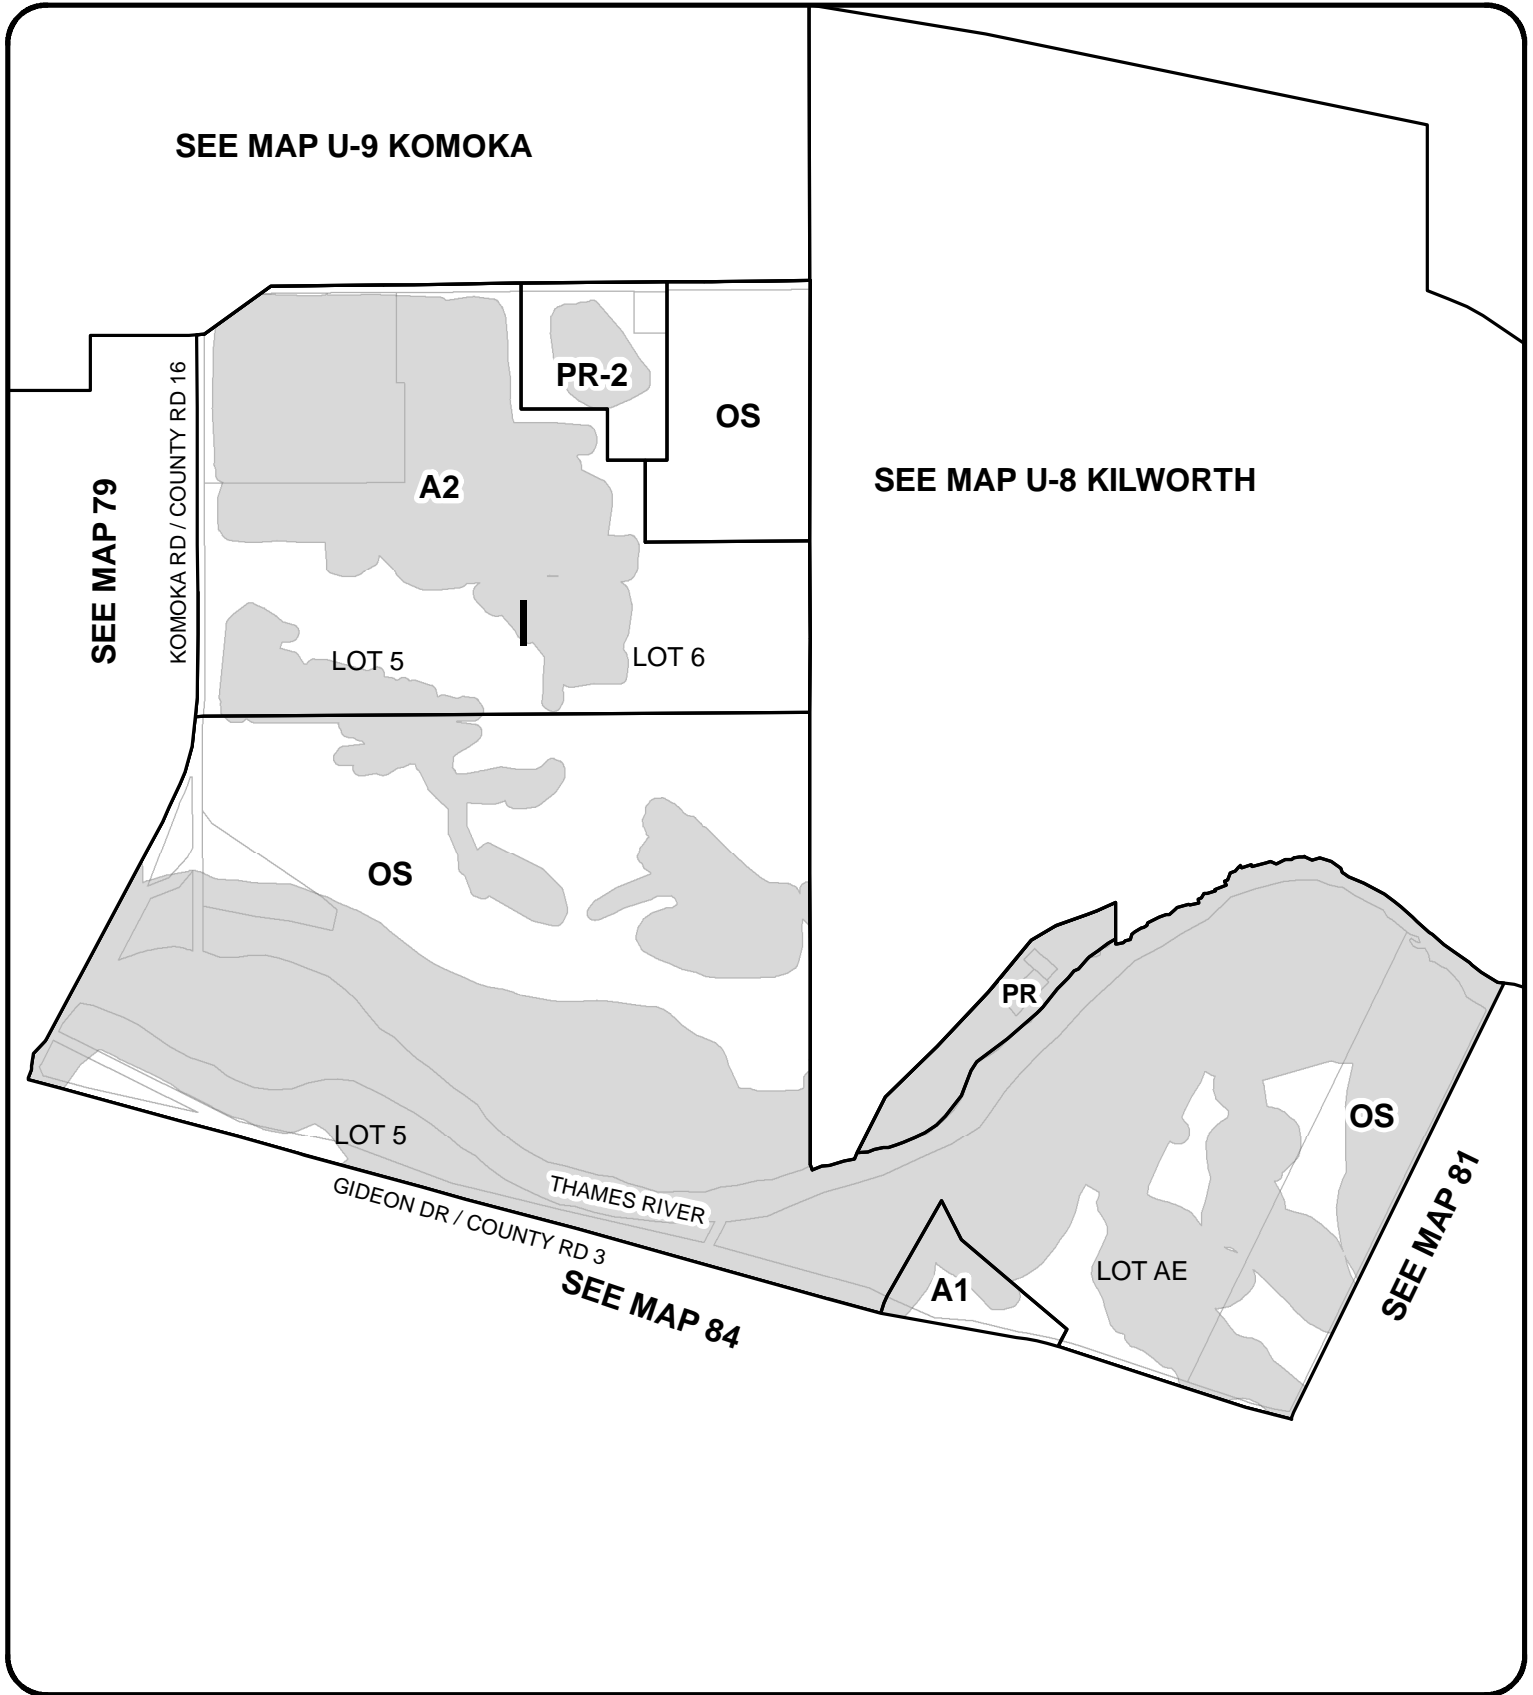 SEE MAP U-9 KOMOKA
PR-2
OS
A2
SEE MAP U-8 KILWORTH
SEE MAP 79
KOMOKA RD / COUNTY RD 16
LOT 5
LOT 6
OS
PR
OS
LOT 5
THAMES RIVER
GIDEON DR / COUNTY RD 3
SEE MAP 84
A1
LOT AE
SEE MAP 81